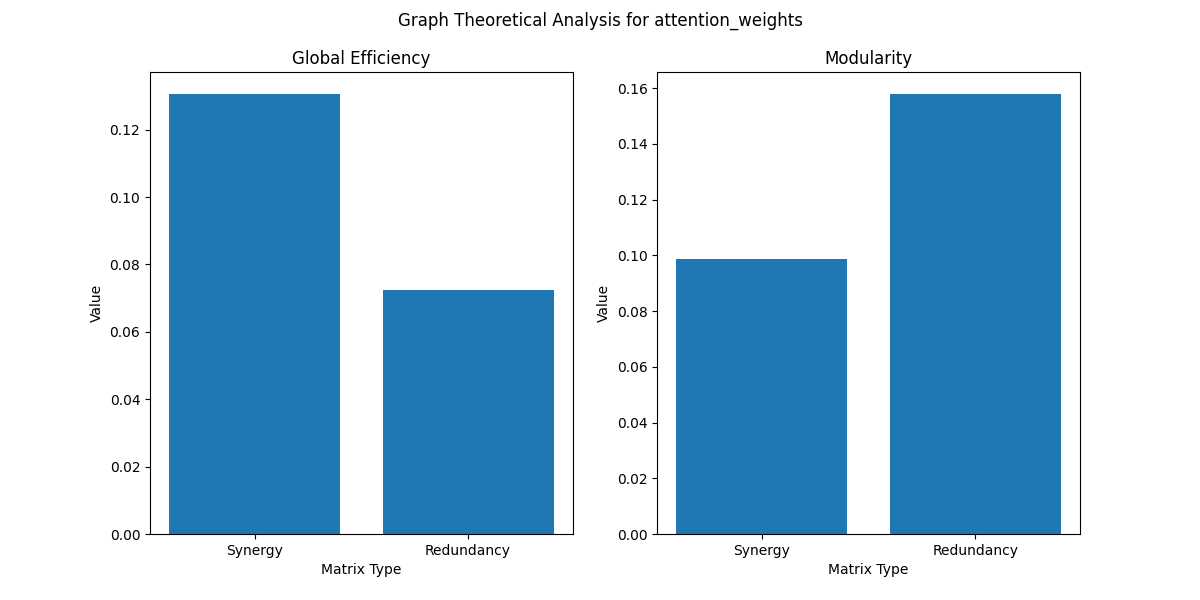 Graph Theoretical Analysis for attention_weights
Global Efficiency
0.12
0.10
0.08
0.06
0.04
0.02
0.00
Value
Synergy
Redundancy
Matrix Type
Modularity
0.16
0.14
0.12
0.10
0.08
0.06
0.04
0.02
0.00
Value
Synergy
Redundancy
Matrix Type